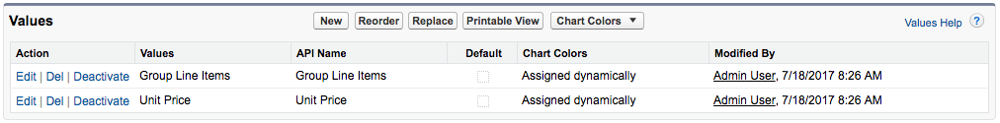 Values New Reorder Replace Printable View Chart Colors Values Help ?
Action Values API Name Default Chart Colors Modified By
Edit | Del | Deactivate Group Line Items Group Line Items Assigned dynamically Admin User, 7/18/2017 8:26 AM
Edit | Del | Deactivate Unit Price Unit Price Assigned dynamically Admin User, 7/18/2017 8:26 AM